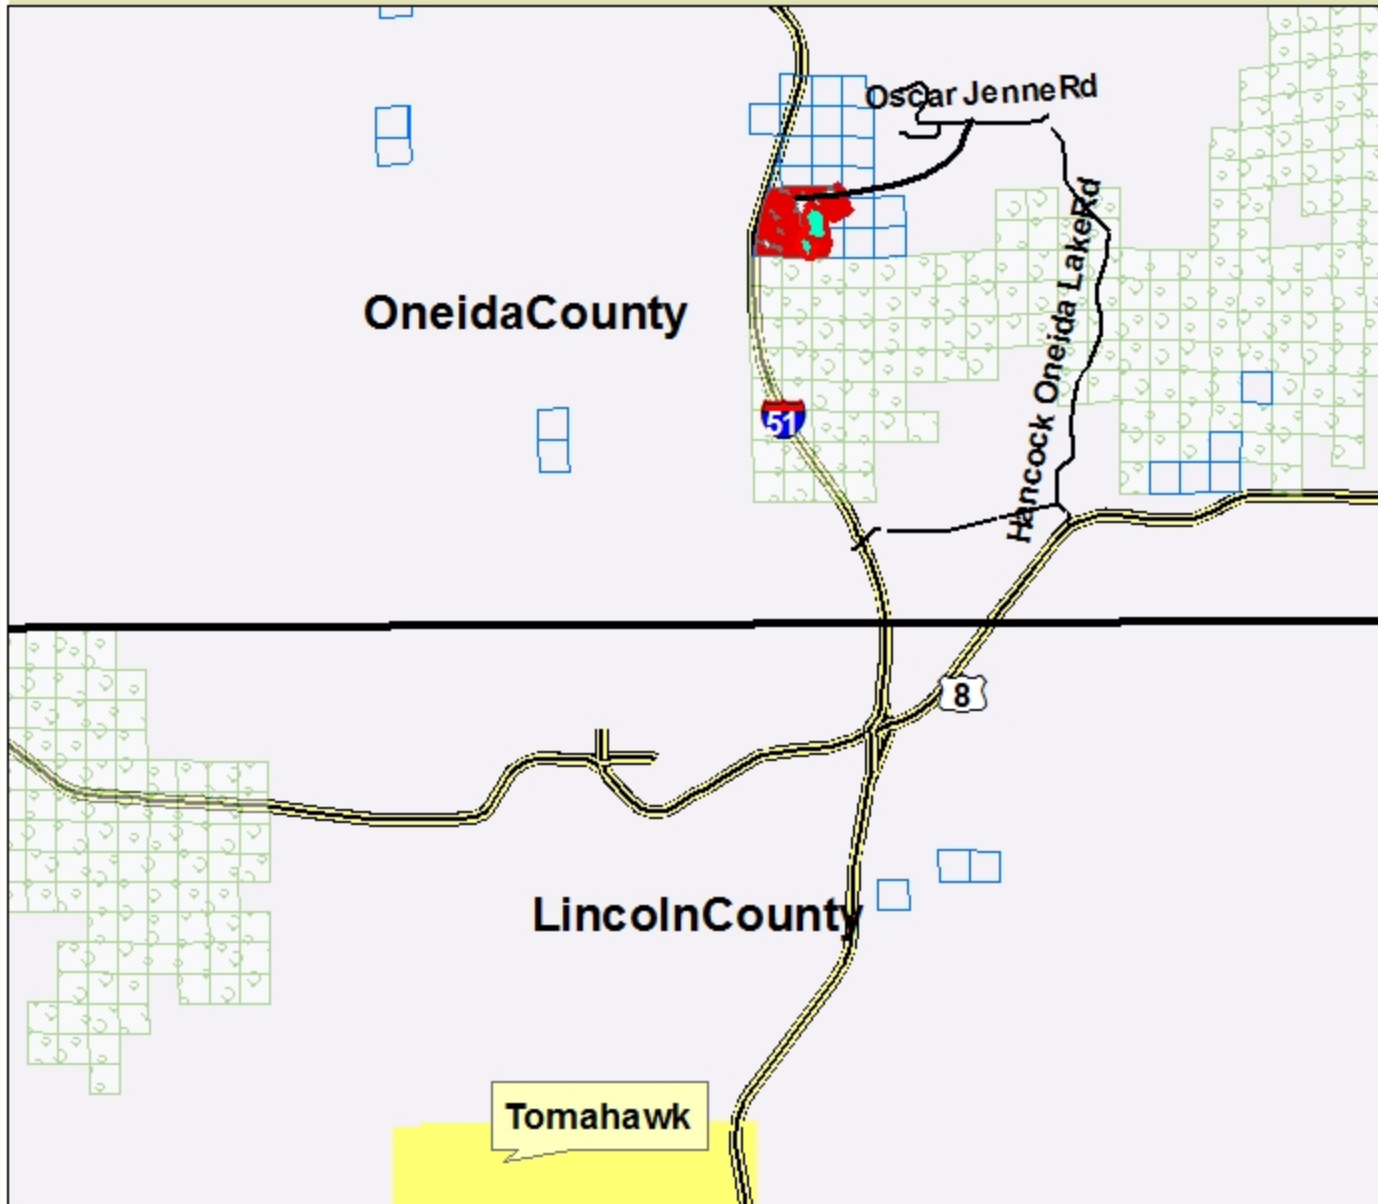 Oscar Jenne Rd
Hancock Oneida Lake Rd
OneidaCounty
51
8
LincolnCounty
Tomahawk